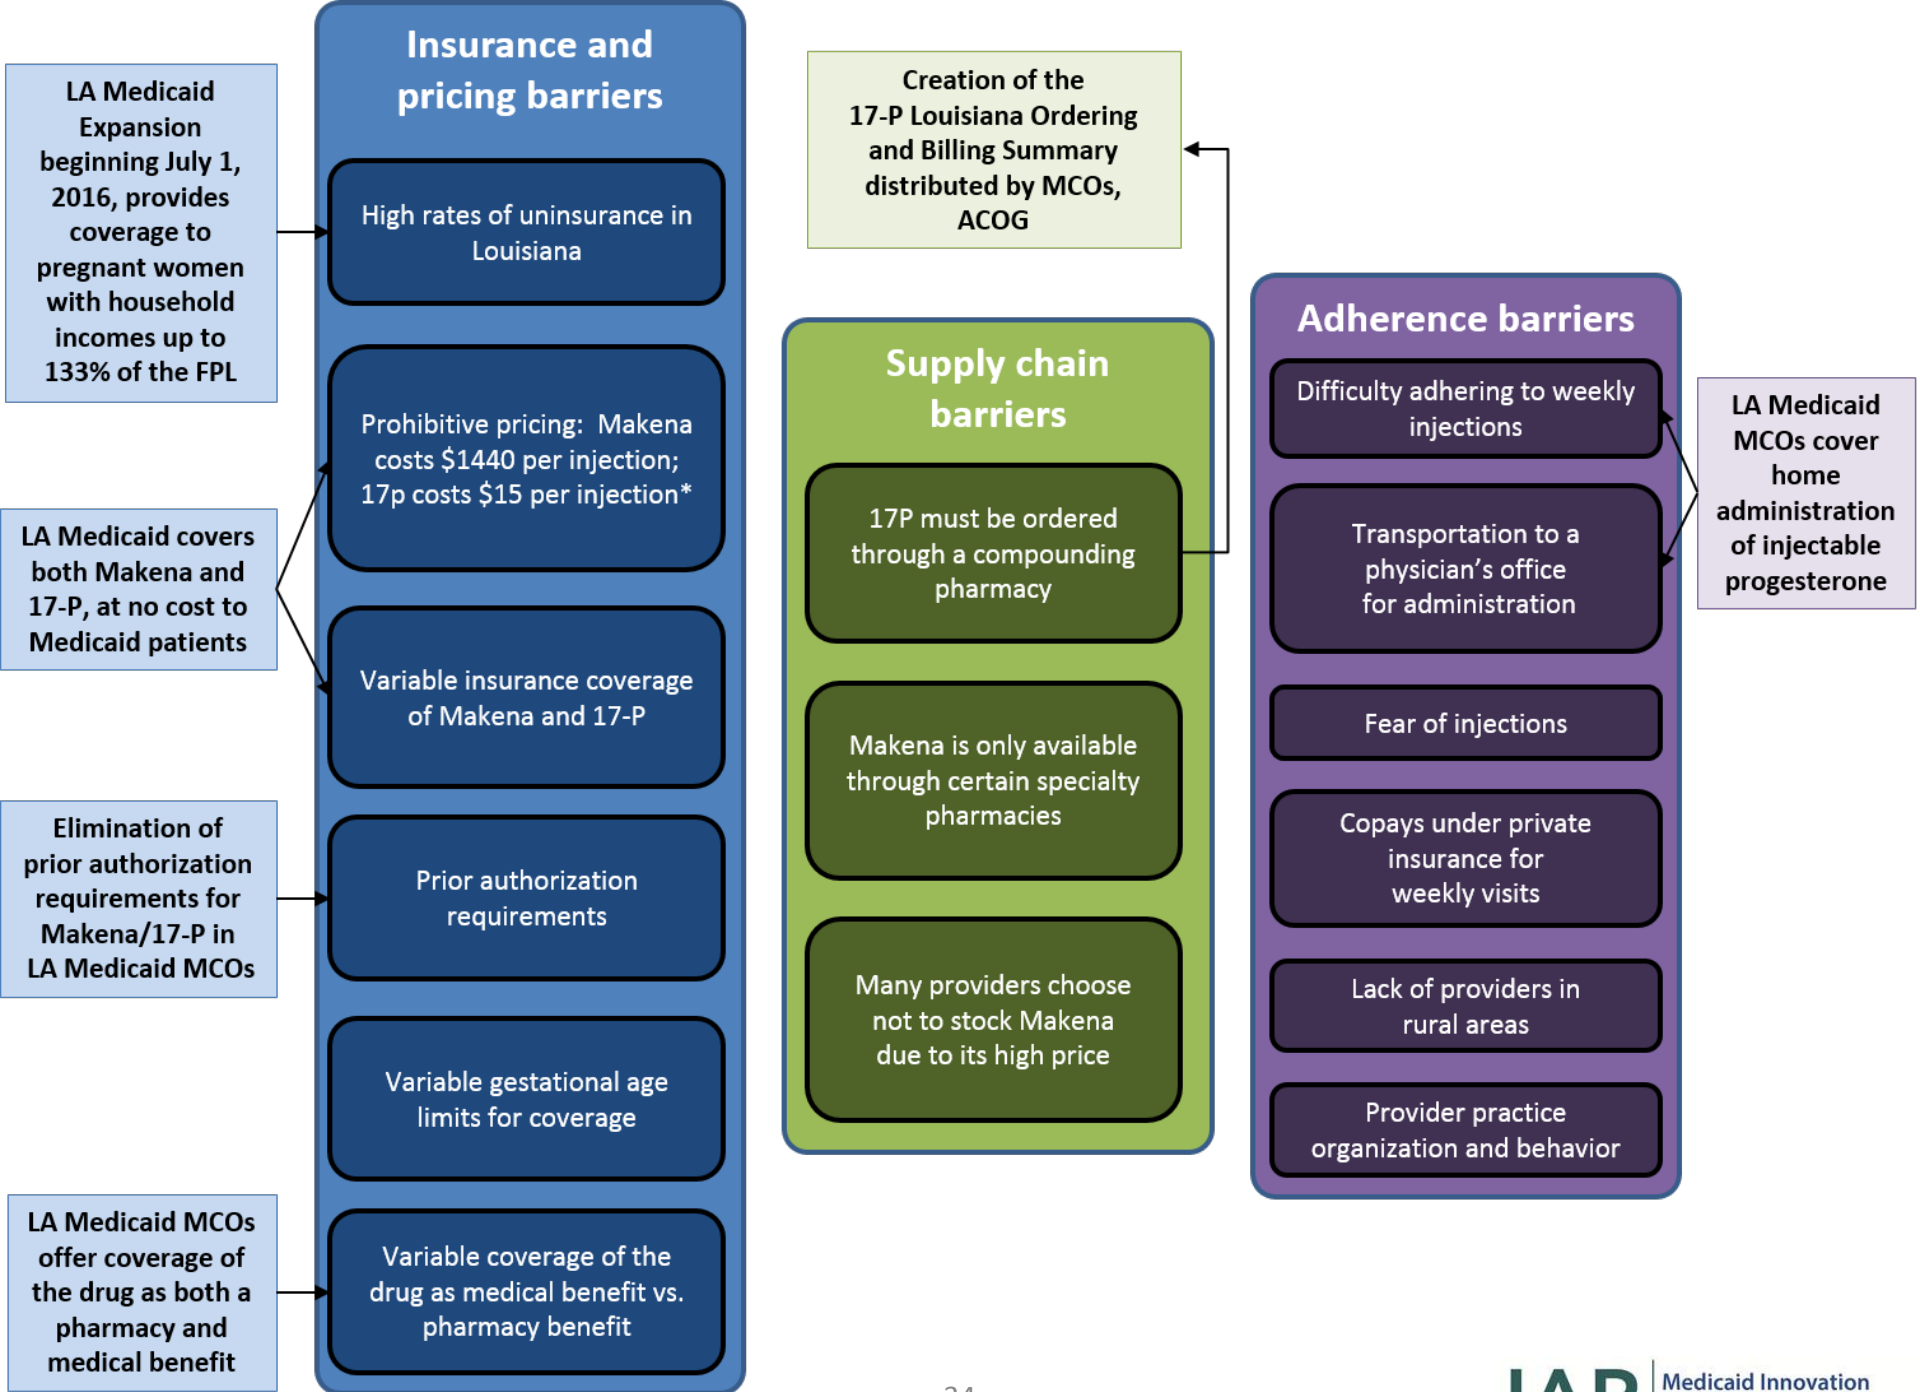 LA Medicaid
Expansion
beginning July 1,
2016, provides
coverage to
pregnant women
with household
incomes up to
133% of the FPL
LA Medicaid covers
both Makena and
17-P, at no cost to
Medicaid patients
Elimination of
prior authorization
requirements for
Makena/17-P in
LA Medicaid MCOs
LA Medicaid MCOs
offer coverage of
the drug as both a
pharmacy and
medical benefit
Insurance and
pricing barriers
High rates of uninsurance in
Louisiana
Prohibitive pricing:  Makena
costs $1440 per injection;
17p costs $15 per injection*
Variable insurance coverage
of Makena and 17-P
Prior authorization
requirements
Variable gestational age
limits for coverage
Variable coverage of the
drug as medical benefit vs.
pharmacy benefit
Creation of the
17-P Louisiana Ordering
and Billing Summary
distributed by MCOs,
ACOG
Supply chain
barriers
17P must be ordered
through a compounding
pharmacy
Makena is only available
through certain specialty
pharmacies
Many providers choose
not to stock Makena
due to its high price
Adherence barriers
Difficulty adhering to weekly
injections
Transportation to a
physician’s office
for administration
Fear of injections
Copays under private
insurance for
weekly visits
Lack of providers in
rural areas
Provider practice
organization and behavior
LA Medicaid
MCOs cover
home
administration
of injectable
progesterone
IAP
Medicaid Innovation